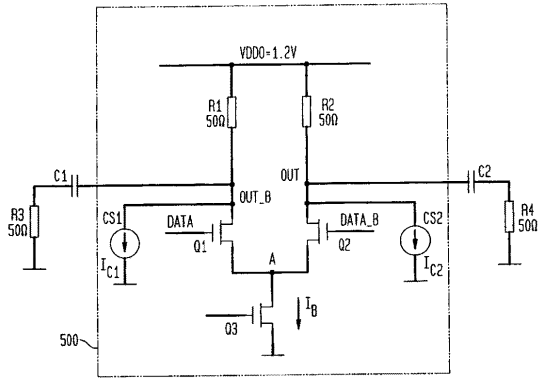 VDDO=1.2V
R1
50Ω
R2
50Ω
C1
OUT_B
OUT
C2
R3
50Ω
CS1
I_C1
DATA
Q1
DATA_B
Q2
CS2
I_C2
R4
50Ω
A
Q3
I_B
500